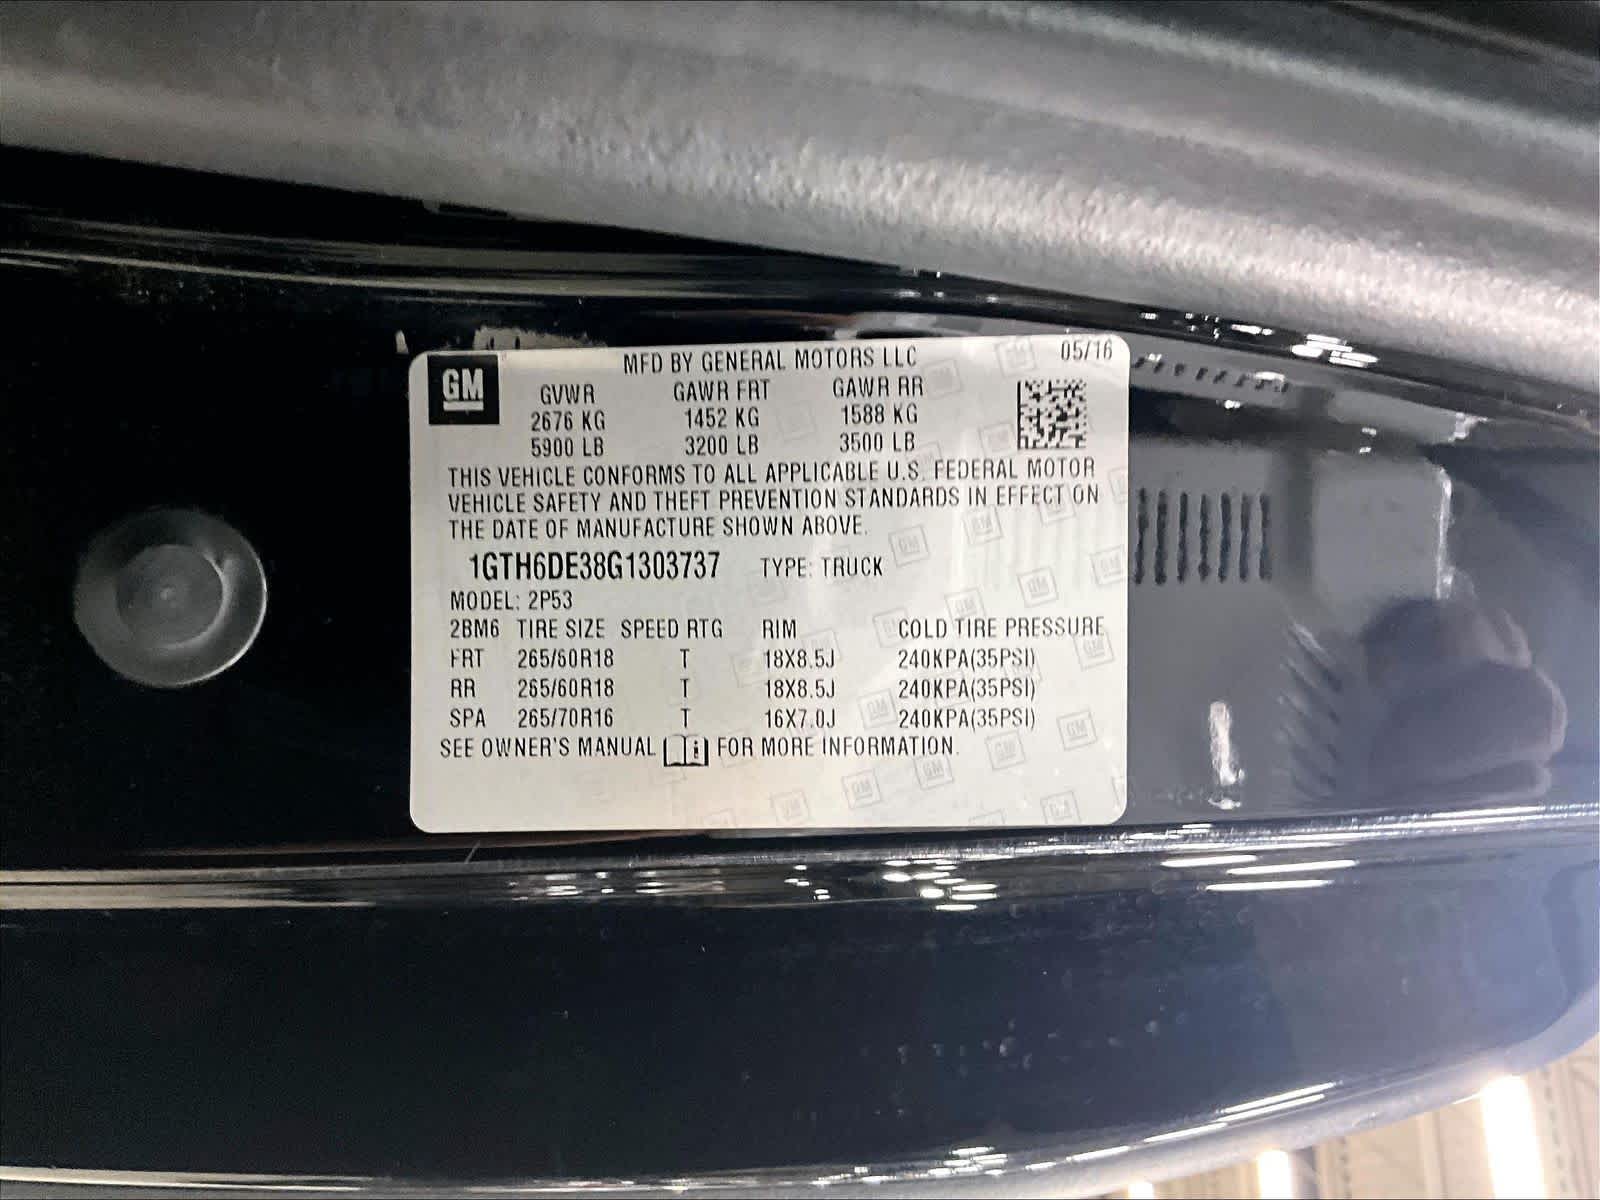 GM
MFD BY GENERAL MOTORS LLC 05/16
GVWR GAWR FRT GAWR RR
2676 KG 1452 KG 1588 KG
5900 LB 3200 LB 3500 LB
THIS VEHICLE CONFORMS TO ALL APPLICABLE U.S. FEDERAL MOTOR
VEHICLE SAFETY AND THEFT PREVENTION STANDARDS IN EFFECT ON
THE DATE OF MANUFACTURE SHOWN ABOVE.
1GTH6DE38G1303737 TYPE: TRUCK
MODEL: 2P53
2BM6 TIRE SIZE SPEED RTG RIM COLD TIRE PRESSURE
FRT 265/60R18 T 18X8.5J 240KPA(35PSI)
RR 265/60R18 T 18X8.5J 240KPA(35PSI)
SPA 265/70R16 T 16X7.0J 240KPA(35PSI)
SEE OWNER'S MANUAL FOR MORE INFORMATION.